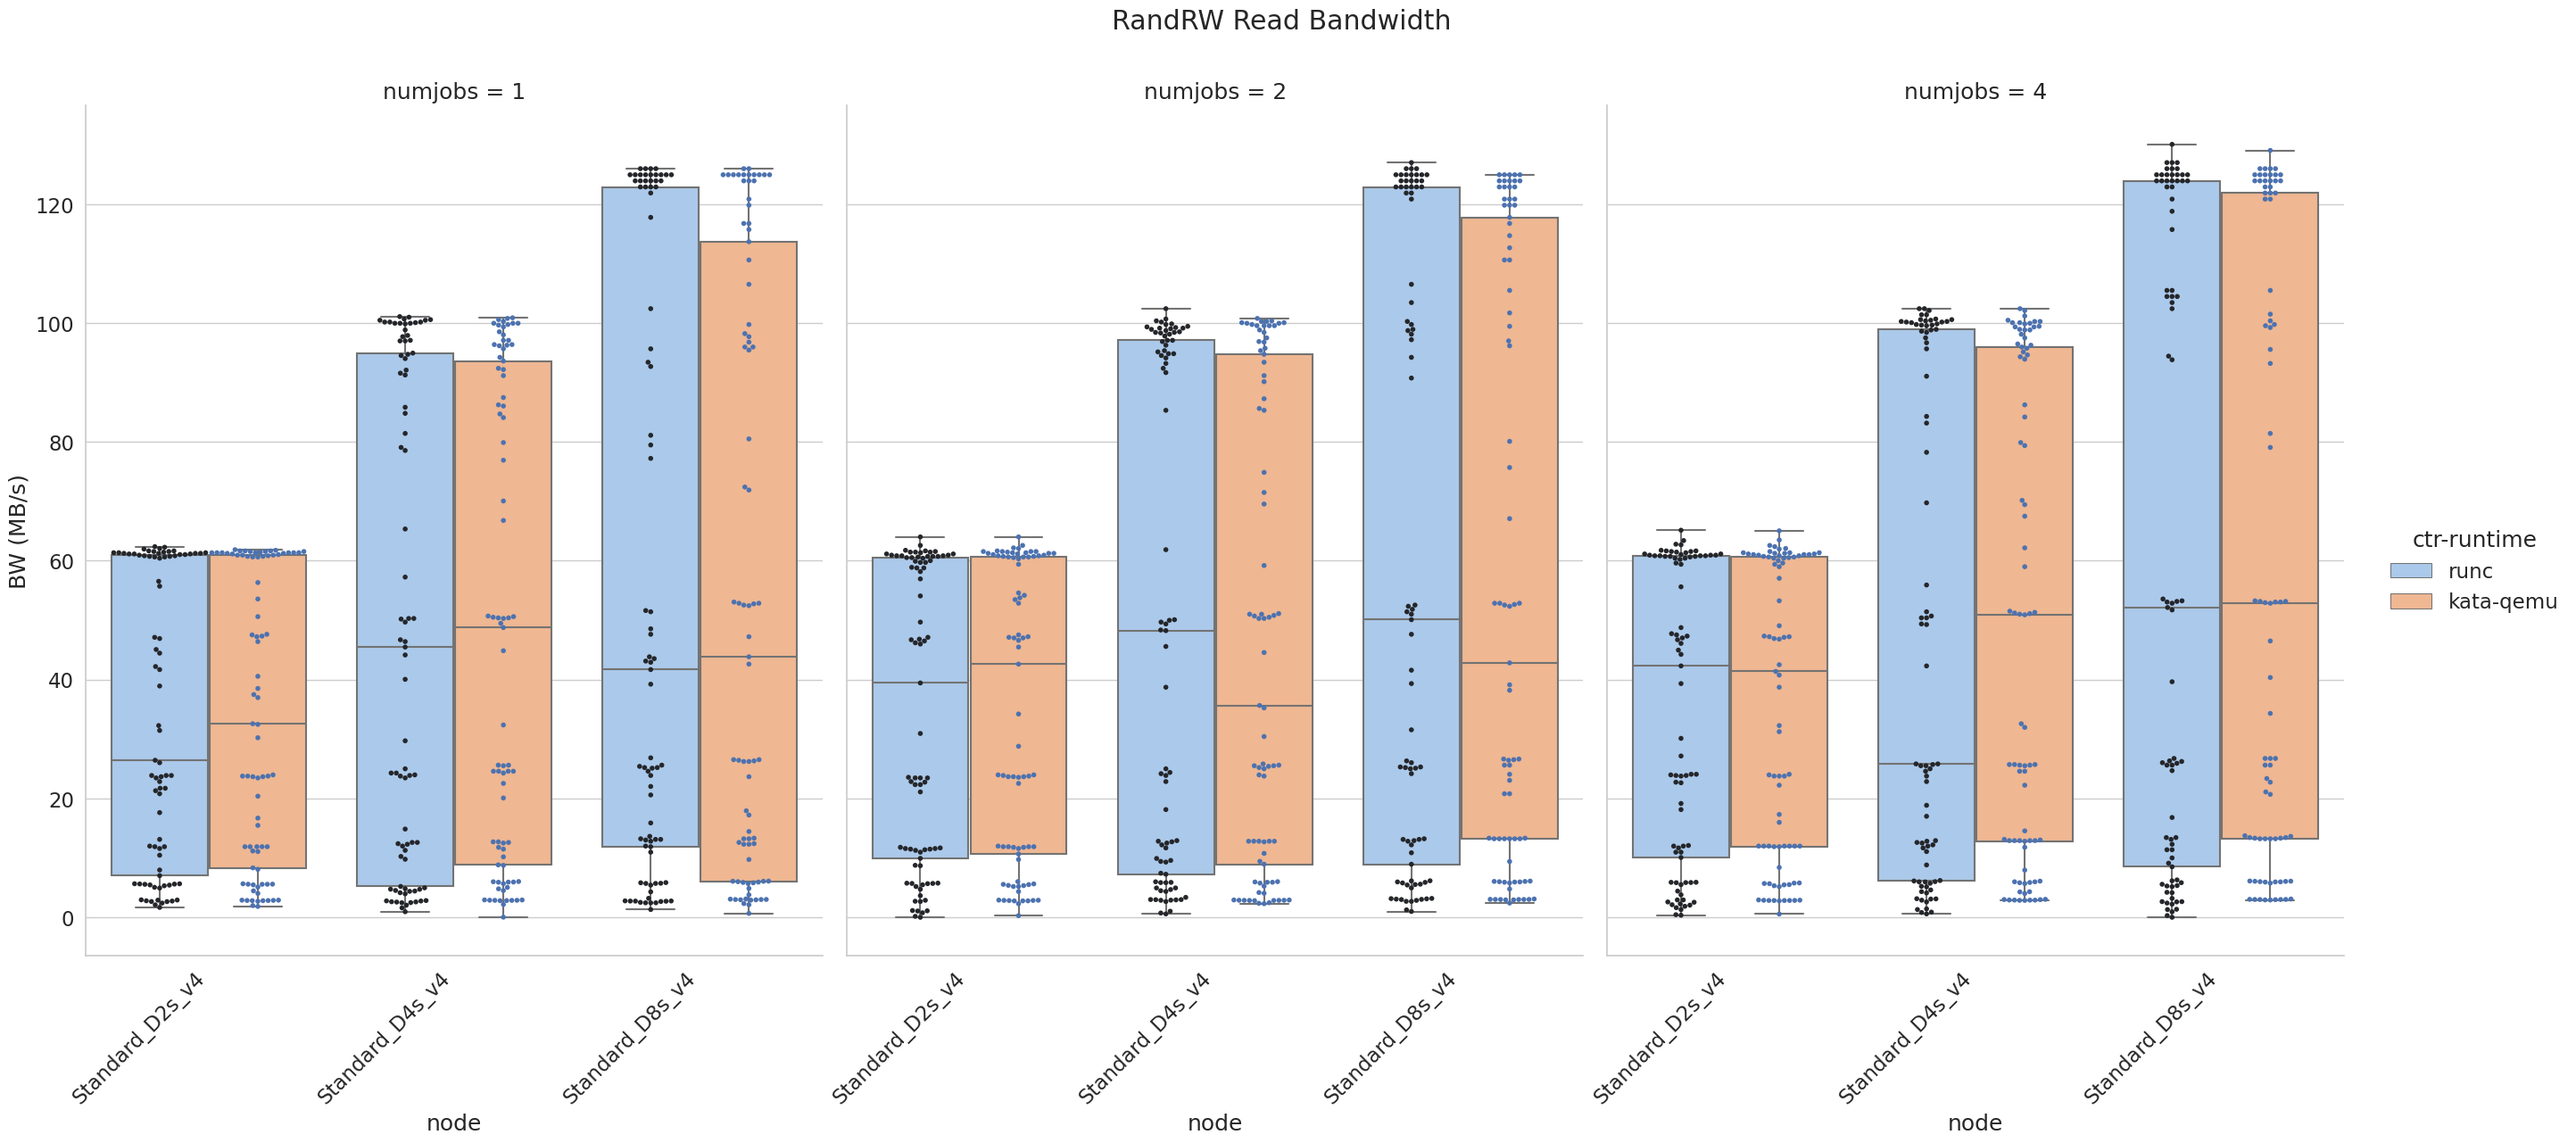 RandRW Read Bandwidth
numjobs = 1
numjobs = 2
numjobs = 4
BW (MB/s)
120
100
80
60
40
20
0
Standard_D2s_v4
Standard_D4s_v4
Standard_D8s_v4
Standard_D2s_v4
Standard_D4s_v4
Standard_D8s_v4
Standard_D2s_v4
Standard_D4s_v4
Standard_D8s_v4
node
node
node
ctr-runtime
runc
kata-qemu